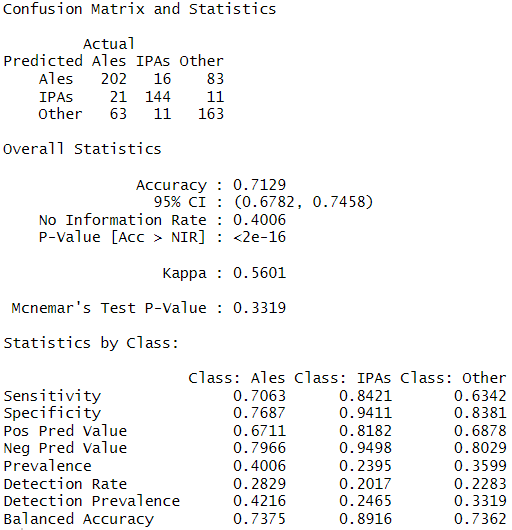 Confusion Matrix and Statistics
Actual
Predicted Ales IPAs Other
Ales 202 16 83
IPAs 21 144 11
Other 63 11 163
Overall Statistics
Accuracy : 0.7129
95% CI : (0.6782, 0.7458)
No Information Rate : 0.4006
P-Value [Acc > NIR] : <2e-16
Kappa : 0.5601
Mcnemar's Test P-Value : 0.3319
Statistics by Class:
Class: Ales Class: IPAs Class: Other
Sensitivity 0.7063 0.8421 0.6342
Specificity 0.7687 0.9411 0.8381
Pos Pred Value 0.6711 0.8182 0.6878
Neg Pred Value 0.7966 0.9498 0.8029
Prevalence 0.4006 0.2395 0.3599
Detection Rate 0.2829 0.2017 0.2283
Detection Prevalence 0.4216 0.2465 0.3319
Balanced Accuracy 0.7375 0.8916 0.7362